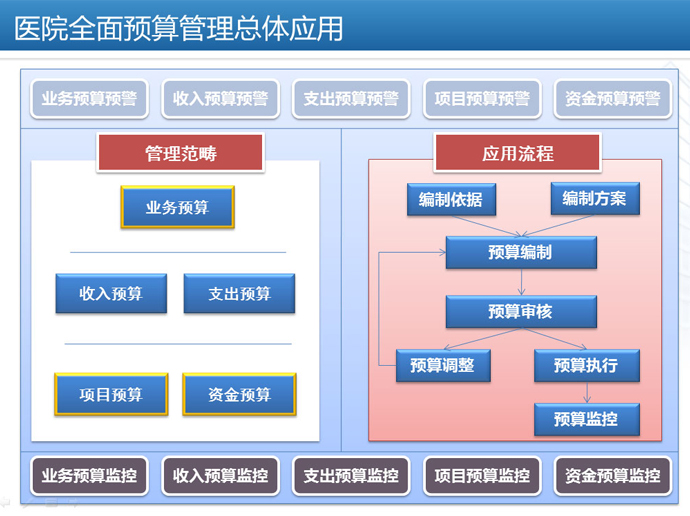 医院全面预算管理总体应用
业务预算预警 收入预算预警 支出预算预警 项目预算预警 资金预算预警
管理范畴
业务预算
收入预算 支出预算
项目预算 资金预算
应用流程
编制依据 编制方案
预算编制
预算审核
预算调整 预算执行
预算监控
业务预算监控 收入预算监控 支出预算监控 项目预算监控 资金预算监控